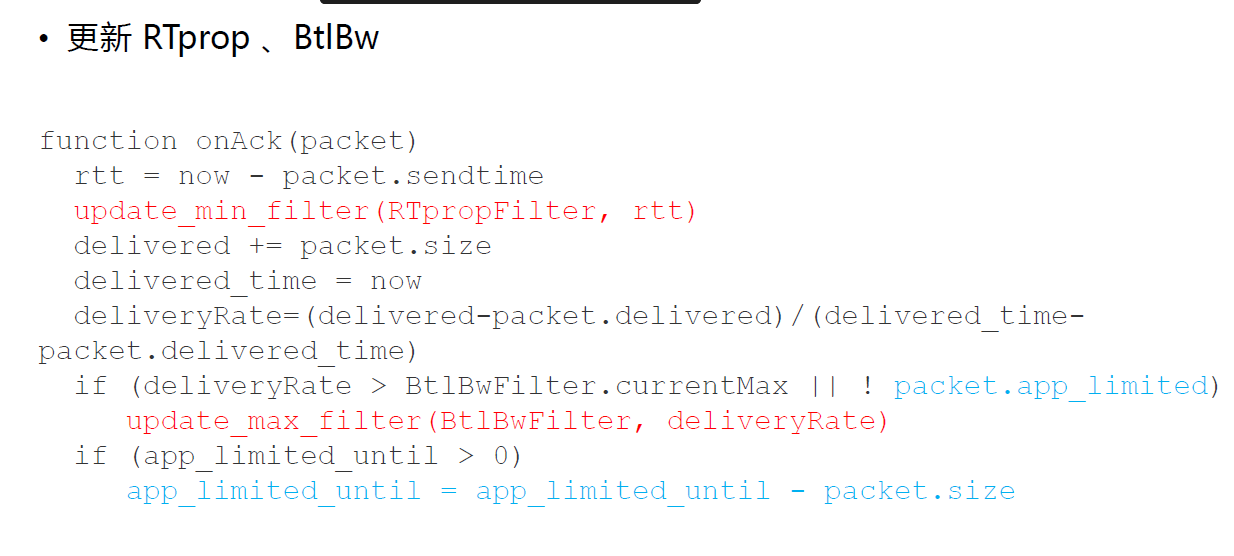 • 更新 RTprop 、BtlBw
function onAck(packet)
rtt = now - packet.sendtime
update_min_filter(RTpropFilter, rtt)
delivered += packet.size
delivered_time = now
deliveryRate=(delivered-packet.delivered)/(delivered_time-
packet.delivered_time)
if (deliveryRate > BtlBwFilter.currentMax || ! packet.app_limited)
update_max_filter(BtlBwFilter, deliveryRate)
if (app_limited_until > 0)
app_limited_until = app_limited_until - packet.size